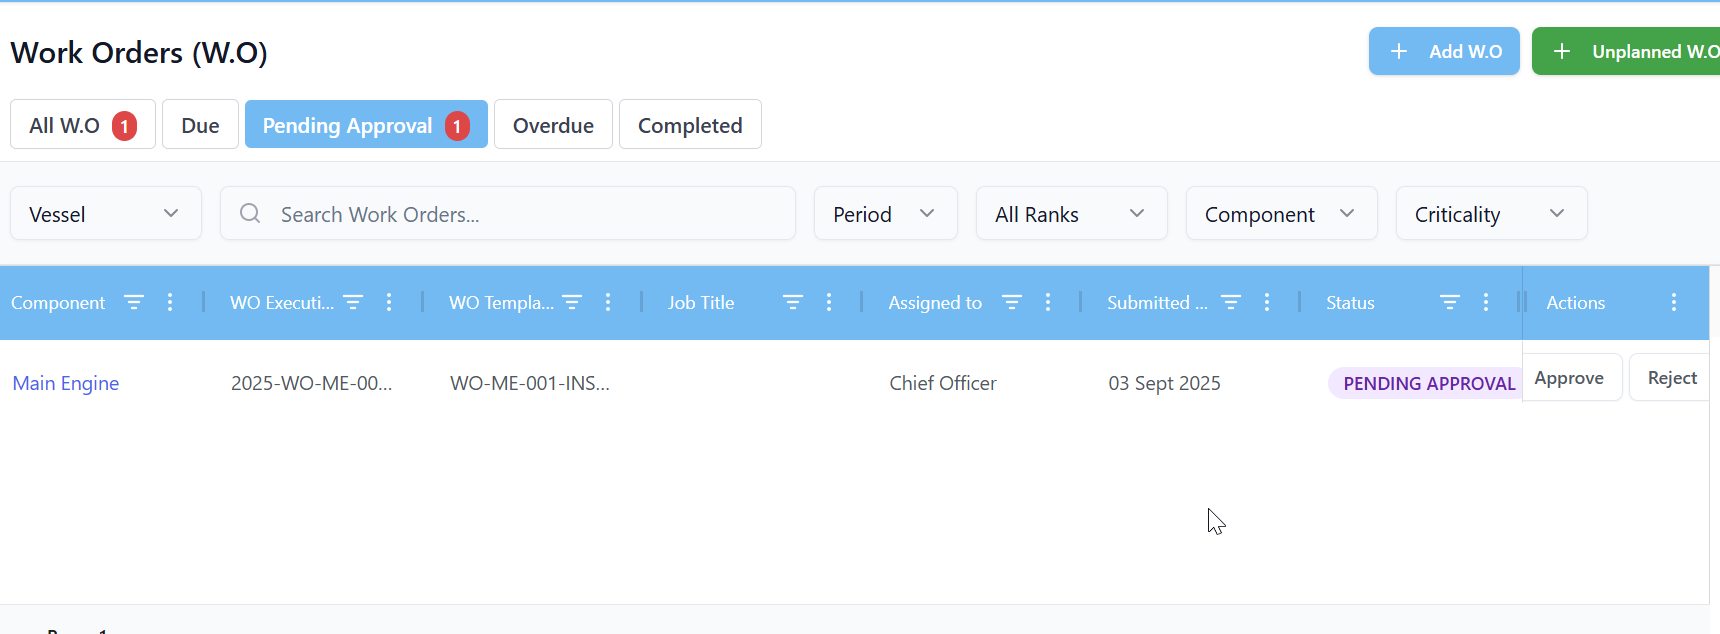 Work Orders (W.O)
Add W.O
Unplanned W.O
All W.O 1
Due
Pending Approval 1
Overdue
Completed
Vessel
Search Work Orders...
Period
All Ranks
Component
Criticality
Component
WO Executi...
WO Templa...
Job Title
Assigned to
Submitted ...
Status
Actions
Main Engine
2025-WO-ME-00...
WO-ME-001-INS...
Chief Officer
03 Sept 2025
PENDING APPROVAL
Approve
Reject